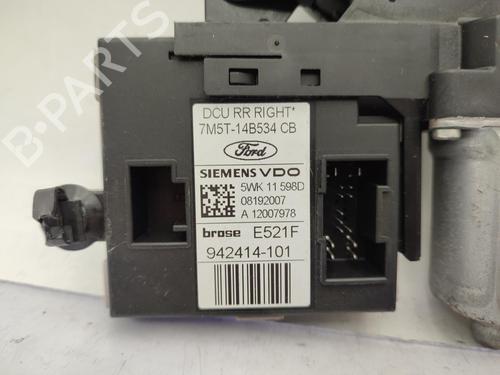 DCU RR RIGHT*
7M5T-14B534 CB
Ford
SIEMENS VDO
5WK 11 598D
08192007
A 12007978
brose E521F
942414-101
B-PARTS